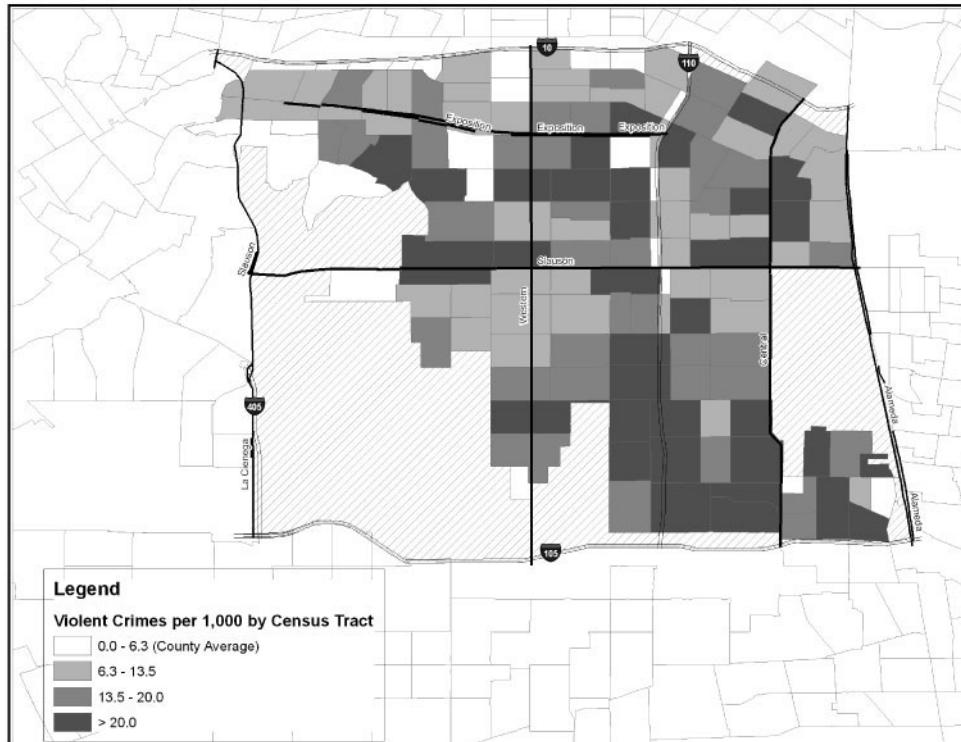 10
110
Exposition
Exposition
Exposition
Slauson
Slauson
Western
Central
405
La Cienega
Alameda
Alameda
105
Legend
Violent Crimes per 1,000 by Census Tract
0.0 - 6.3 (County Average)
6.3 - 13.5
13.5 - 20.0
> 20.0